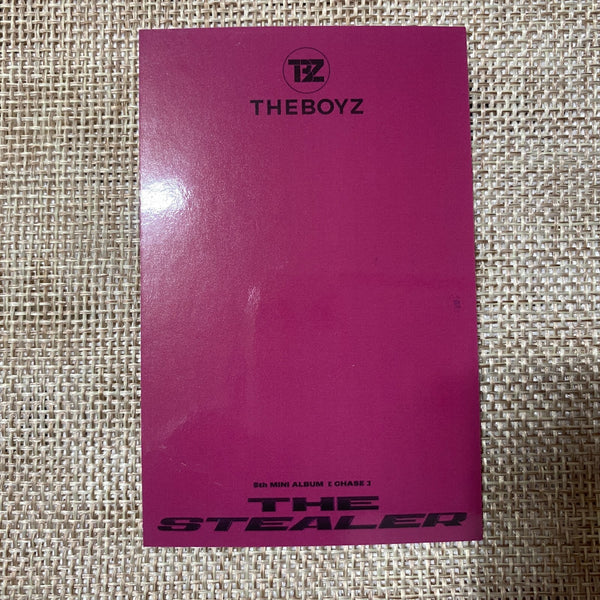 TBZ
THEBOYZ
5th MINI ALBUM [ CHASE ]
THE
STEALER